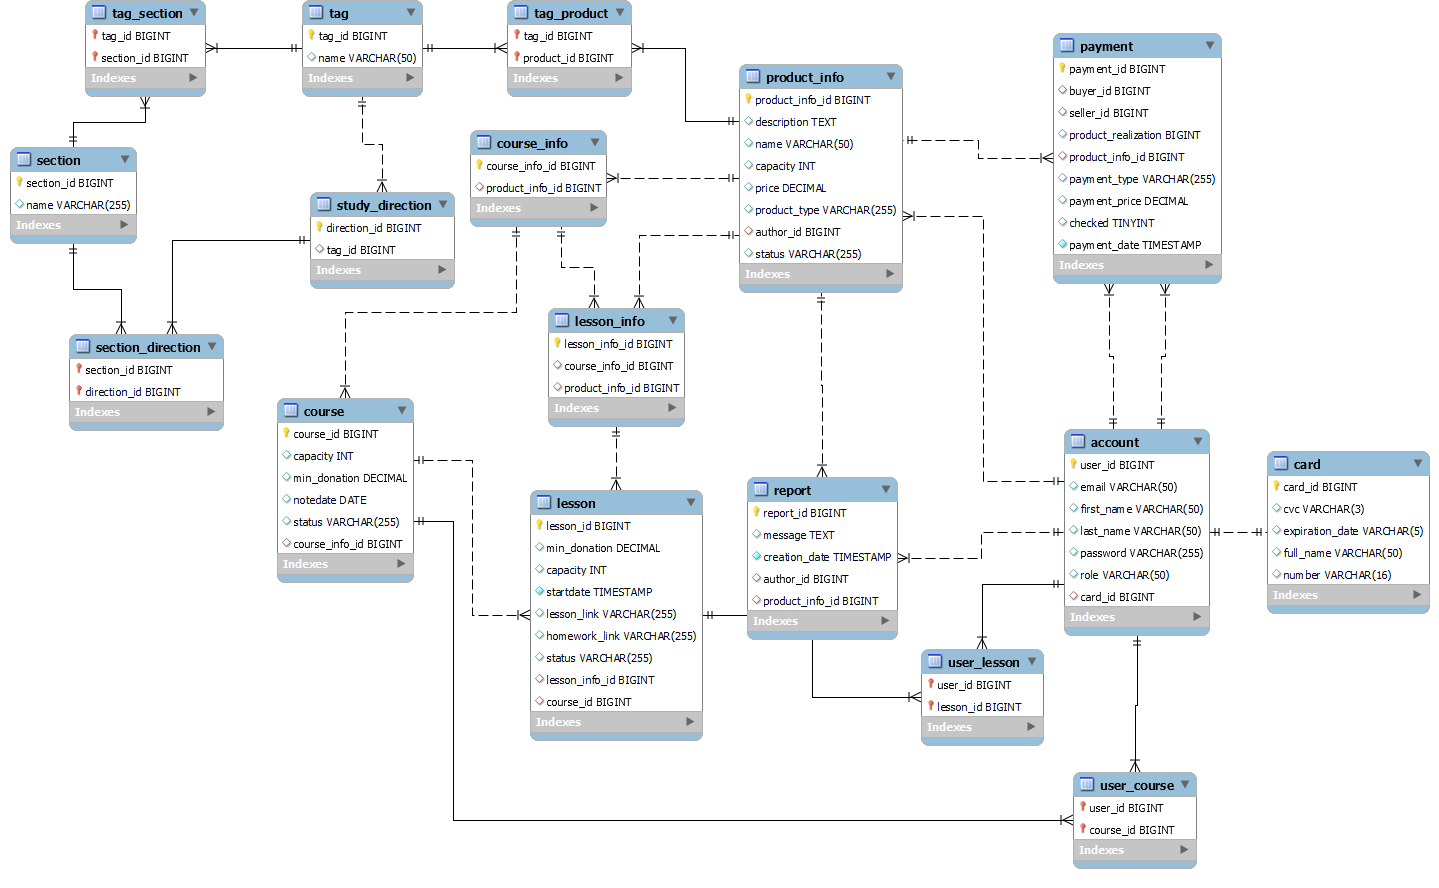 tag_section
tag_id BIGINT
section_id BIGINT
Indexes
tag
tag_id BIGINT
name VARCHAR(50)
Indexes
tag_product
tag_id BIGINT
product_id BIGINT
Indexes
product_info
product_info_id BIGINT
description TEXT
name VARCHAR(50)
capacity INT
price DECIMAL
product_type VARCHAR(255)
author_id BIGINT
status VARCHAR(255)
Indexes
payment
payment_id BIGINT
buyer_id BIGINT
seller_id BIGINT
product_realization BIGINT
product_info_id BIGINT
payment_type VARCHAR(255)
payment_price DECIMAL
checked TINYINT
payment_date TIMESTAMP
Indexes
section
section_id BIGINT
name VARCHAR(255)
Indexes
course_info
course_info_id BIGINT
product_info_id BIGINT
Indexes
study_direction
direction_id BIGINT
tag_id BIGINT
Indexes
section_direction
section_id BIGINT
direction_id BIGINT
Indexes
lesson_info
lesson_info_id BIGINT
course_info_id BIGINT
product_info_id BIGINT
Indexes
course
course_id BIGINT
capacity INT
min_donation DECIMAL
notedate DATE
status VARCHAR(255)
course_info_id BIGINT
Indexes
lesson
lesson_id BIGINT
min_donation DECIMAL
capacity INT
startdate TIMESTAMP
lesson_link VARCHAR(255)
homework_link VARCHAR(255)
status VARCHAR(255)
lesson_info_id BIGINT
course_id BIGINT
Indexes
report
report_id BIGINT
message TEXT
creation_date TIMESTAMP
author_id BIGINT
product_info_id BIGINT
Indexes
account
user_id BIGINT
email VARCHAR(50)
first_name VARCHAR(50)
last_name VARCHAR(50)
password VARCHAR(255)
role VARCHAR(50)
card_id BIGINT
Indexes
card
card_id BIGINT
cvc VARCHAR(3)
expiration_date VARCHAR(5)
full_name VARCHAR(50)
number VARCHAR(16)
Indexes
user_lesson
user_id BIGINT
lesson_id BIGINT
Indexes
user_course
user_id BIGINT
course_id BIGINT
Indexes